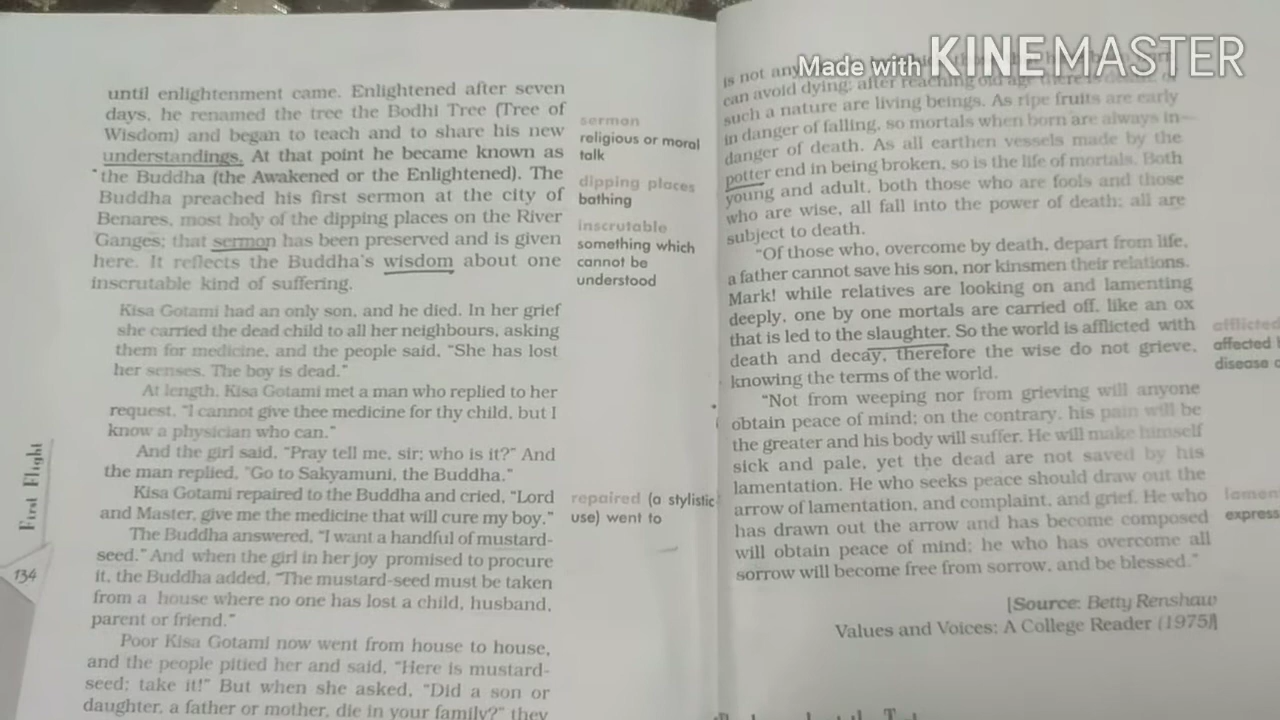 Made with KINEMASTER
until enlightenment came. Enlightened after seven
days, he renamed the tree the Bodhi Tree (Tree of
Wisdom) and began to teach and to share his new
understandings. At that point he became known as
the Buddha (the Awakened or the Enlightened). The
Buddha preached his first sermon at the city of
Benares, most holy of the dipping places on the River
Ganges; that sermon has been preserved and is given
here. It reflects the Buddha's wisdom about one
inscrutable kind of suffering.
Kisa Gotami had an only son, and he died. In her grief
she carried the dead child to all her neighbours, asking
them for medicine, and the people said, "She has lost
her senses. The boy is dead."
At length, Kisa Gotami met a man who replied to her
request, "I cannot give thee medicine for thy child, but I
know a physician who can."
And the girl said, "Pray tell me, sir; who is it?" And
the man replied, "Go to Sakyamuni, the Buddha."
Kisa Gotami repaired to the Buddha and cried, "Lord
and Master, give me the medicine that will cure my boy."
The Buddha answered, "I want a handful of mustard-
seed." And when the girl in her joy promised to procure
it, the Buddha added, "The mustard-seed must be taken
from a house where no one has lost a child, husband,
parent or friend."
Poor Kisa Gotami now went from house to house,
and the people pitied her and said, "Here is mustard-
seed; take it!" But when she asked, "Did a son or
daughter, a father or mother, die in your family?" they
sermon
religious or moral
talk
dipping places
bathing
inscrutable
something which
cannot be
understood
repaired (a stylistic
use) went to
First Flight
134
is not any
can avoid dying; after reaching old age there is death; of
such a nature are living beings. As ripe fruits are early
in danger of falling, so mortals when born are always in
danger of death. As all earthen vessels made by the
potter end in being broken, so is the life of mortals. Both
young and adult, both those who are fools and those
who are wise, all fall into the power of death; all are
subject to death.
"Of those who, overcome by death, depart from life,
a father cannot save his son, nor kinsmen their relations.
Mark! while relatives are looking on and lamenting
deeply, one by one mortals are carried off, like an ox
that is led to the slaughter. So the world is afflicted with
death and decay, therefore the wise do not grieve,
knowing the terms of the world.
"Not from weeping nor from grieving will anyone
obtain peace of mind; on the contrary, his pain will be
the greater and his body will suffer. He will make himself
sick and pale, yet the dead are not saved by his
lamentation. He who seeks peace should draw out the
arrow of lamentation, and complaint, and grief. He who
has drawn out the arrow and has become composed
will obtain peace of mind; he who has overcome all
sorrow will become free from sorrow, and be blessed."
[Source: Betty Renshaw
Values and Voices: A College Reader (1975)]
afflicted
affected
disease
lamen
express